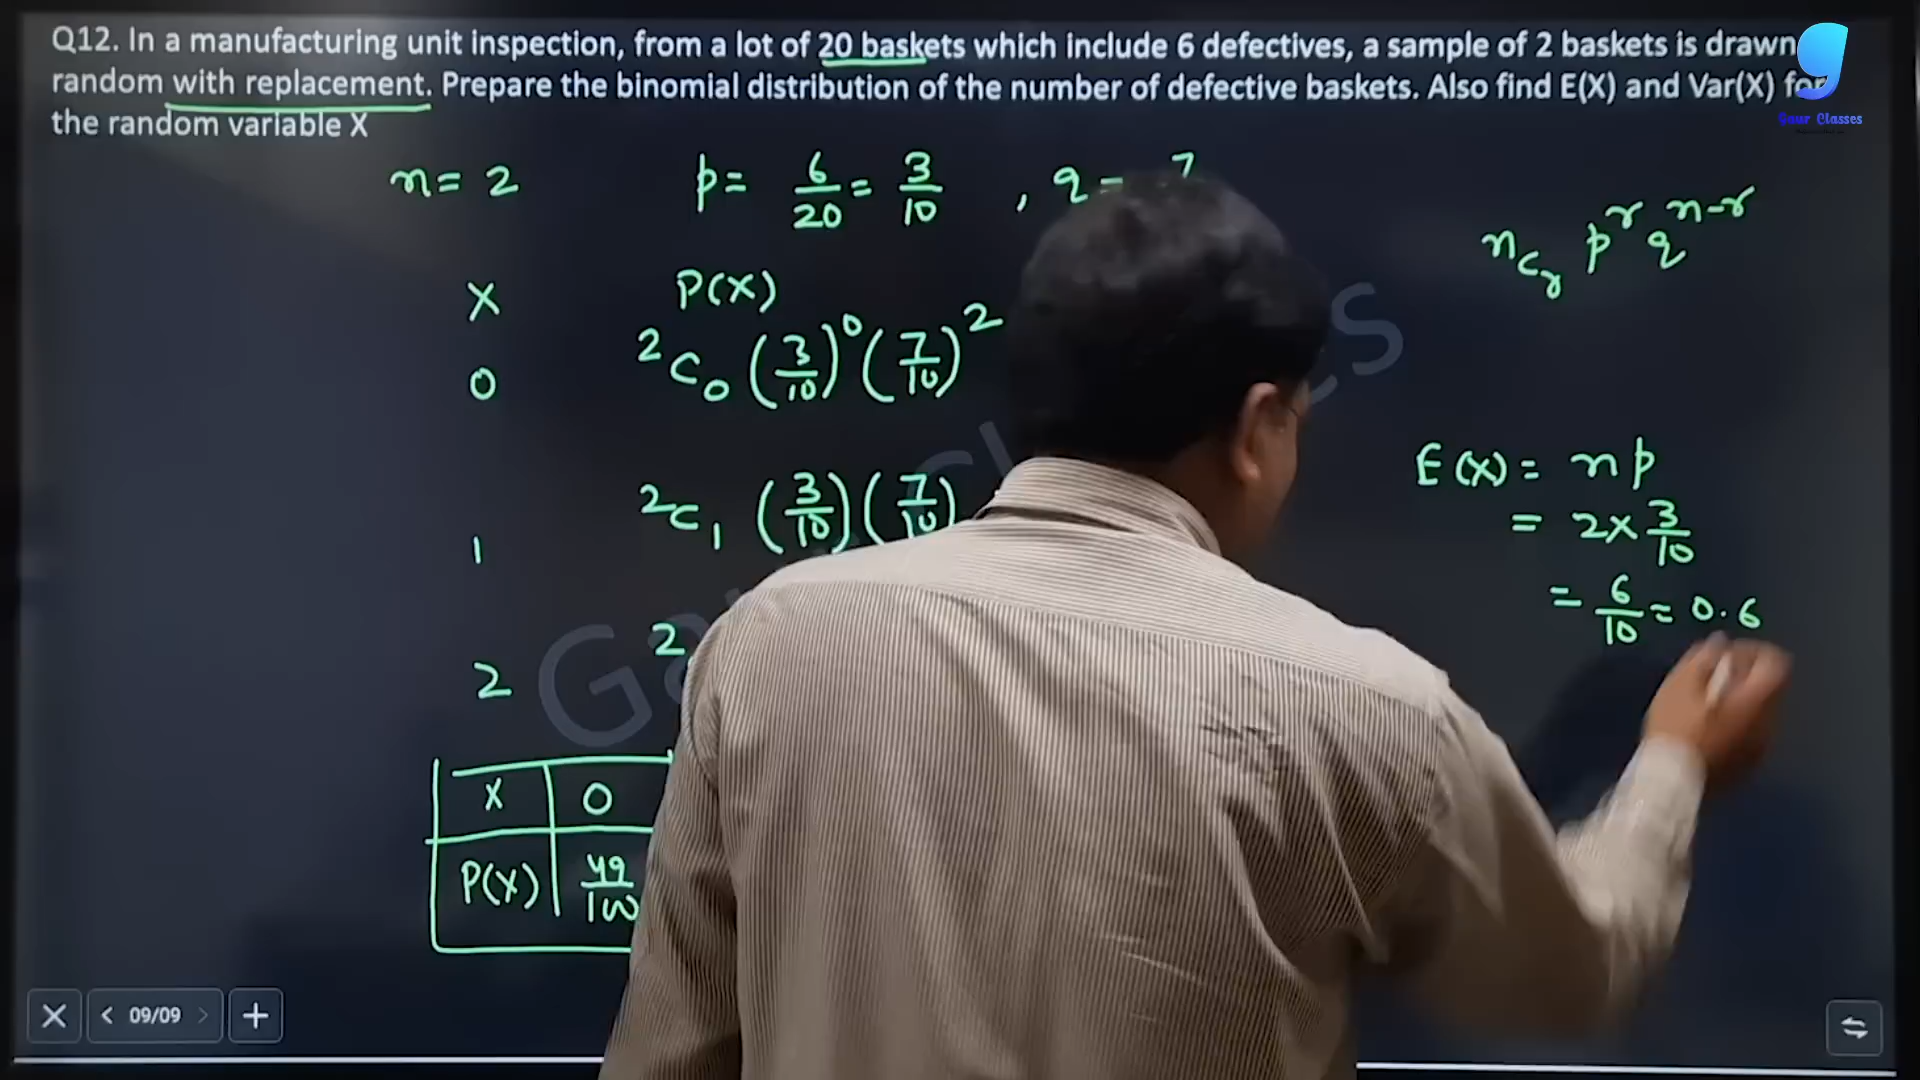 Q12. In a manufacturing unit inspection, from a lot of 20 baskets which include 6 defectives, a sample of 2 baskets is drawn
random with replacement. Prepare the binomial distribution of the number of defective baskets. Also find E(X) and Var(X) for
the random variable X
Gaur Classes
n = 2 p = 6/20 = 3/10 , q = 7
nCr p^r q^n-r
X P(X)
0 2C0 (3/10)^0 (7/10)^2
1 2C1 (3/10) (7/10)
2 2
E(X) = np
= 2 × 3/10
= 6/10 = 0.6
X 0
P(X) 49/100
09/09